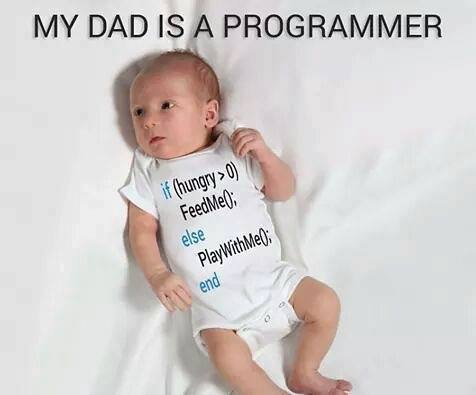 MY DAD IS A PROGRAMMER
if (hungry > 0)
FeedMe();
else
PlayWithMe();
end